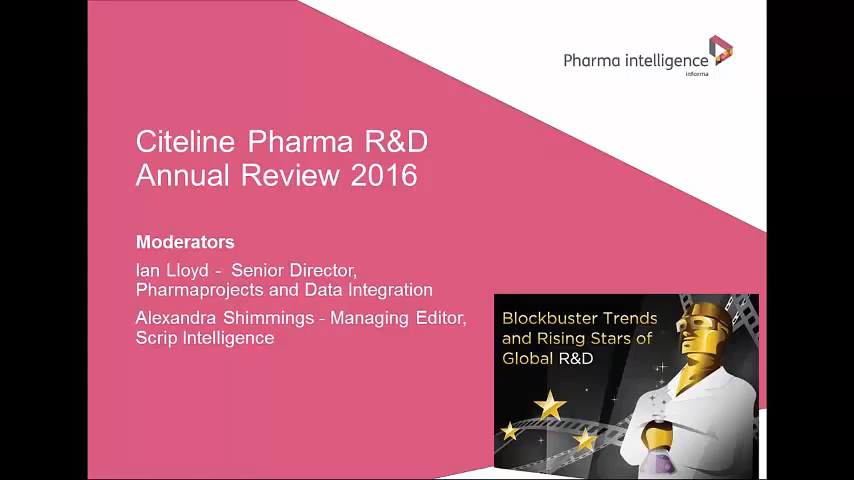 Pharma intelligence
informa
Citeline Pharma R&D
Annual Review 2016
Moderators
Ian Lloyd - Senior Director,
Pharmaprojects and Data Integration
Alexandra Shimmings - Managing Editor,
Scrip Intelligence
Blockbuster Trends
and Rising Stars of
Global R&D